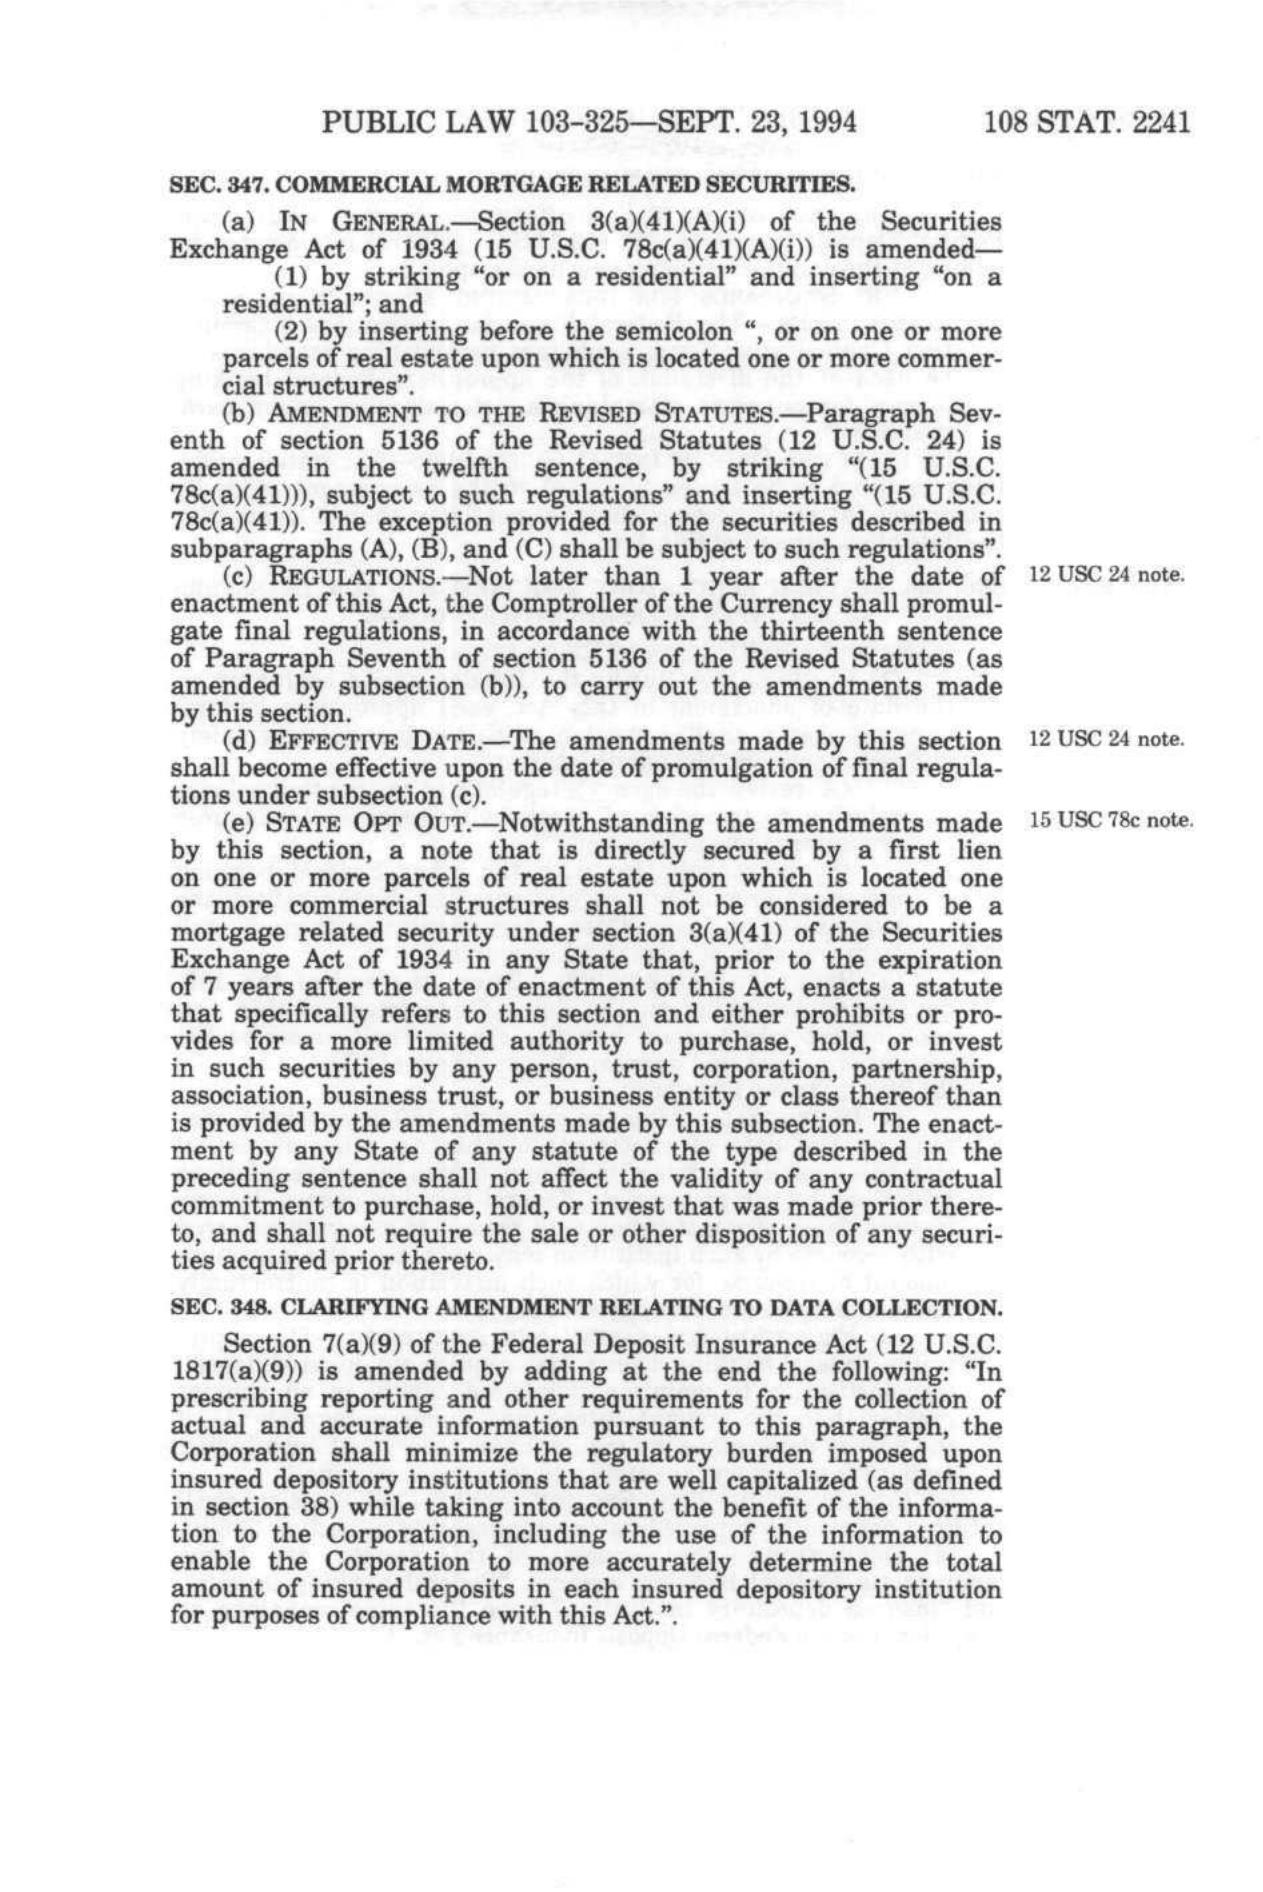 PUBLIC LAW 103–325—SEPT. 23, 1994 108 STAT. 2241
SEC. 347. COMMERCIAL MORTGAGE RELATED SECURITIES.
(a) IN GENERAL.—Section 3(a)(41)(A)(i) of the Securities
Exchange Act of 1934 (15 U.S.C. 78c(a)(41)(A)(i)) is amended—
(1) by striking “or on a residential” and inserting “on a
residential”; and
(2) by inserting before the semicolon “, or on one or more
parcels of real estate upon which is located one or more commer-
cial structures”.
(b) AMENDMENT TO THE REVISED STATUTES.—Paragraph Sev-
enth of section 5136 of the Revised Statutes (12 U.S.C. 24) is
amended in the twelfth sentence, by striking “(15 U.S.C.
78c(a)(41))), subject to such regulations” and inserting “(15 U.S.C.
78c(a)(41)). The exception provided for the securities described in
subparagraphs (A), (B), and (C) shall be subject to such regulations”.
(c) REGULATIONS.—Not later than 1 year after the date of 12 USC 24 note.
enactment of this Act, the Comptroller of the Currency shall promul-
gate final regulations, in accordance with the thirteenth sentence
of Paragraph Seventh of section 5136 of the Revised Statutes (as
amended by subsection (b)), to carry out the amendments made
by this section.
(d) EFFECTIVE DATE.—The amendments made by this section 12 USC 24 note.
shall become effective upon the date of promulgation of final regula-
tions under subsection (c).
(e) STATE OPT OUT.—Notwithstanding the amendments made 15 USC 78c note.
by this section, a note that is directly secured by a first lien
on one or more parcels of real estate upon which is located one
or more commercial structures shall not be considered to be a
mortgage related security under section 3(a)(41) of the Securities
Exchange Act of 1934 in any State that, prior to the expiration
of 7 years after the date of enactment of this Act, enacts a statute
that specifically refers to this section and either prohibits or pro-
vides for a more limited authority to purchase, hold, or invest
in such securities by any person, trust, corporation, partnership,
association, business trust, or business entity or class thereof than
is provided by the amendments made by this subsection. The enact-
ment by any State of any statute of the type described in the
preceding sentence shall not affect the validity of any contractual
commitment to purchase, hold, or invest that was made prior there-
to, and shall not require the sale or other disposition of any securi-
ties acquired prior thereto.
SEC. 348. CLARIFYING AMENDMENT RELATING TO DATA COLLECTION.
Section 7(a)(9) of the Federal Deposit Insurance Act (12 U.S.C.
1817(a)(9)) is amended by adding at the end the following: “In
prescribing reporting and other requirements for the collection of
actual and accurate information pursuant to this paragraph, the
Corporation shall minimize the regulatory burden imposed upon
insured depository institutions that are well capitalized (as defined
in section 38) while taking into account the benefit of the informa-
tion to the Corporation, including the use of the information to
enable the Corporation to more accurately determine the total
amount of insured deposits in each insured depository institution
for purposes of compliance with this Act.”.